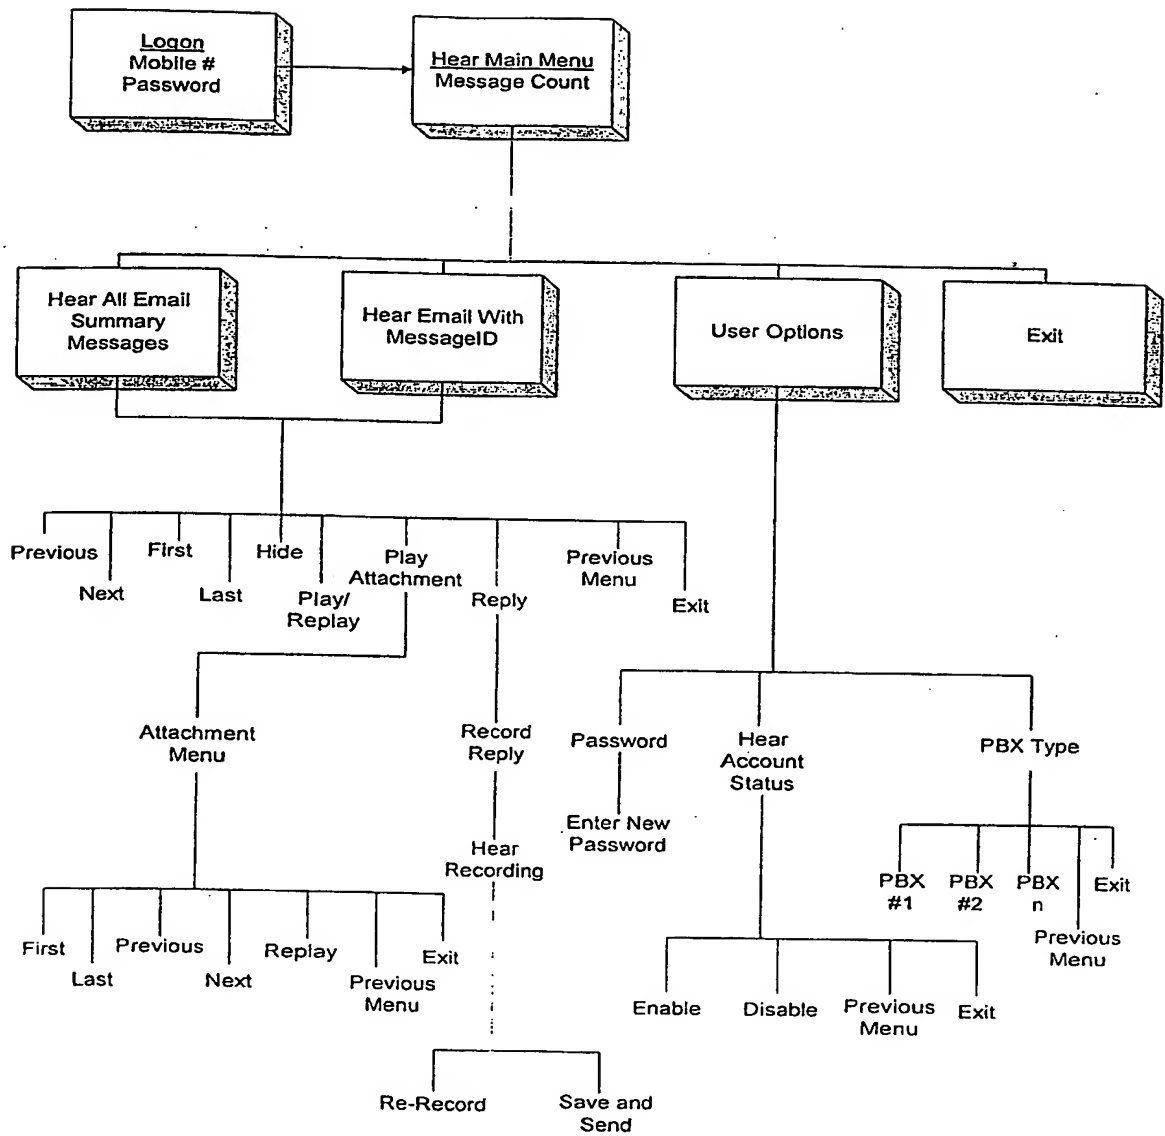 Logon
Mobile #
Password
Hear Main Menu
Message Count
Hear All Email
Summary
Messages
Hear Email With
MessageID
User Options
Exit
Previous
Next
First
Last
Hide
Play/
Replay
Play
Attachment
Reply
Previous
Menu
Exit
Attachment
Menu
Record
Reply
Hear
Recording
Password
Enter New
Password
Hear
Account
Status
PBX Type
PBX
#1
PBX
#2
PBX
n
Previous
Menu
Exit
First
Last
Previous
Next
Replay
Previous
Menu
Exit
Enable
Disable
Previous
Menu
Exit
Re-Record
Save and
Send